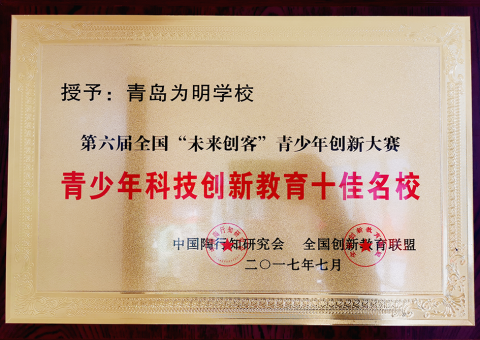 授予：青岛为明学校
第六届全国“未来创客”青少年创新大赛
青少年科技创新教育十佳名校
中国陶行知研究会 全国创新教育联盟
二〇一七年七月